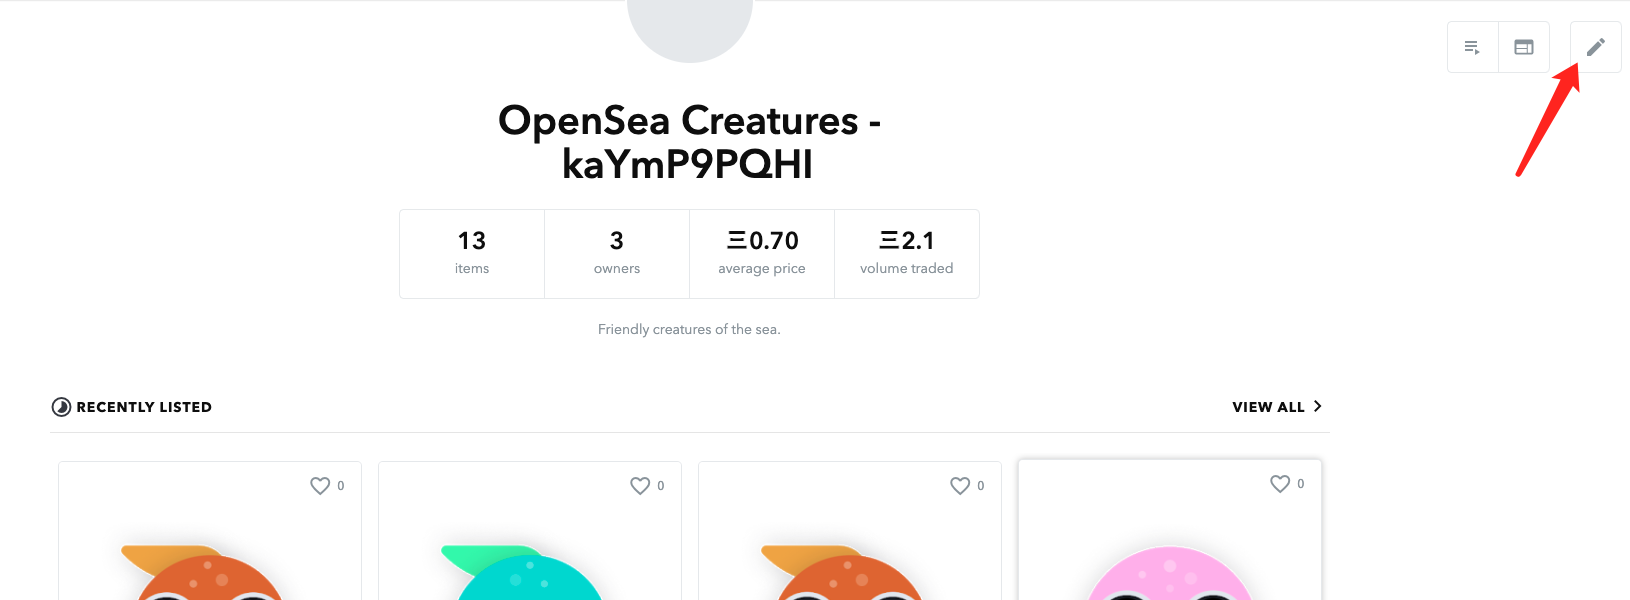 OpenSea Creatures -
kaYmP9PQHI
13
items
3
owners
Ξ0.70
average price
Ξ2.1
volume traded
Friendly creatures of the sea.
RECENTLY LISTED
VIEW ALL
0
0
0
0